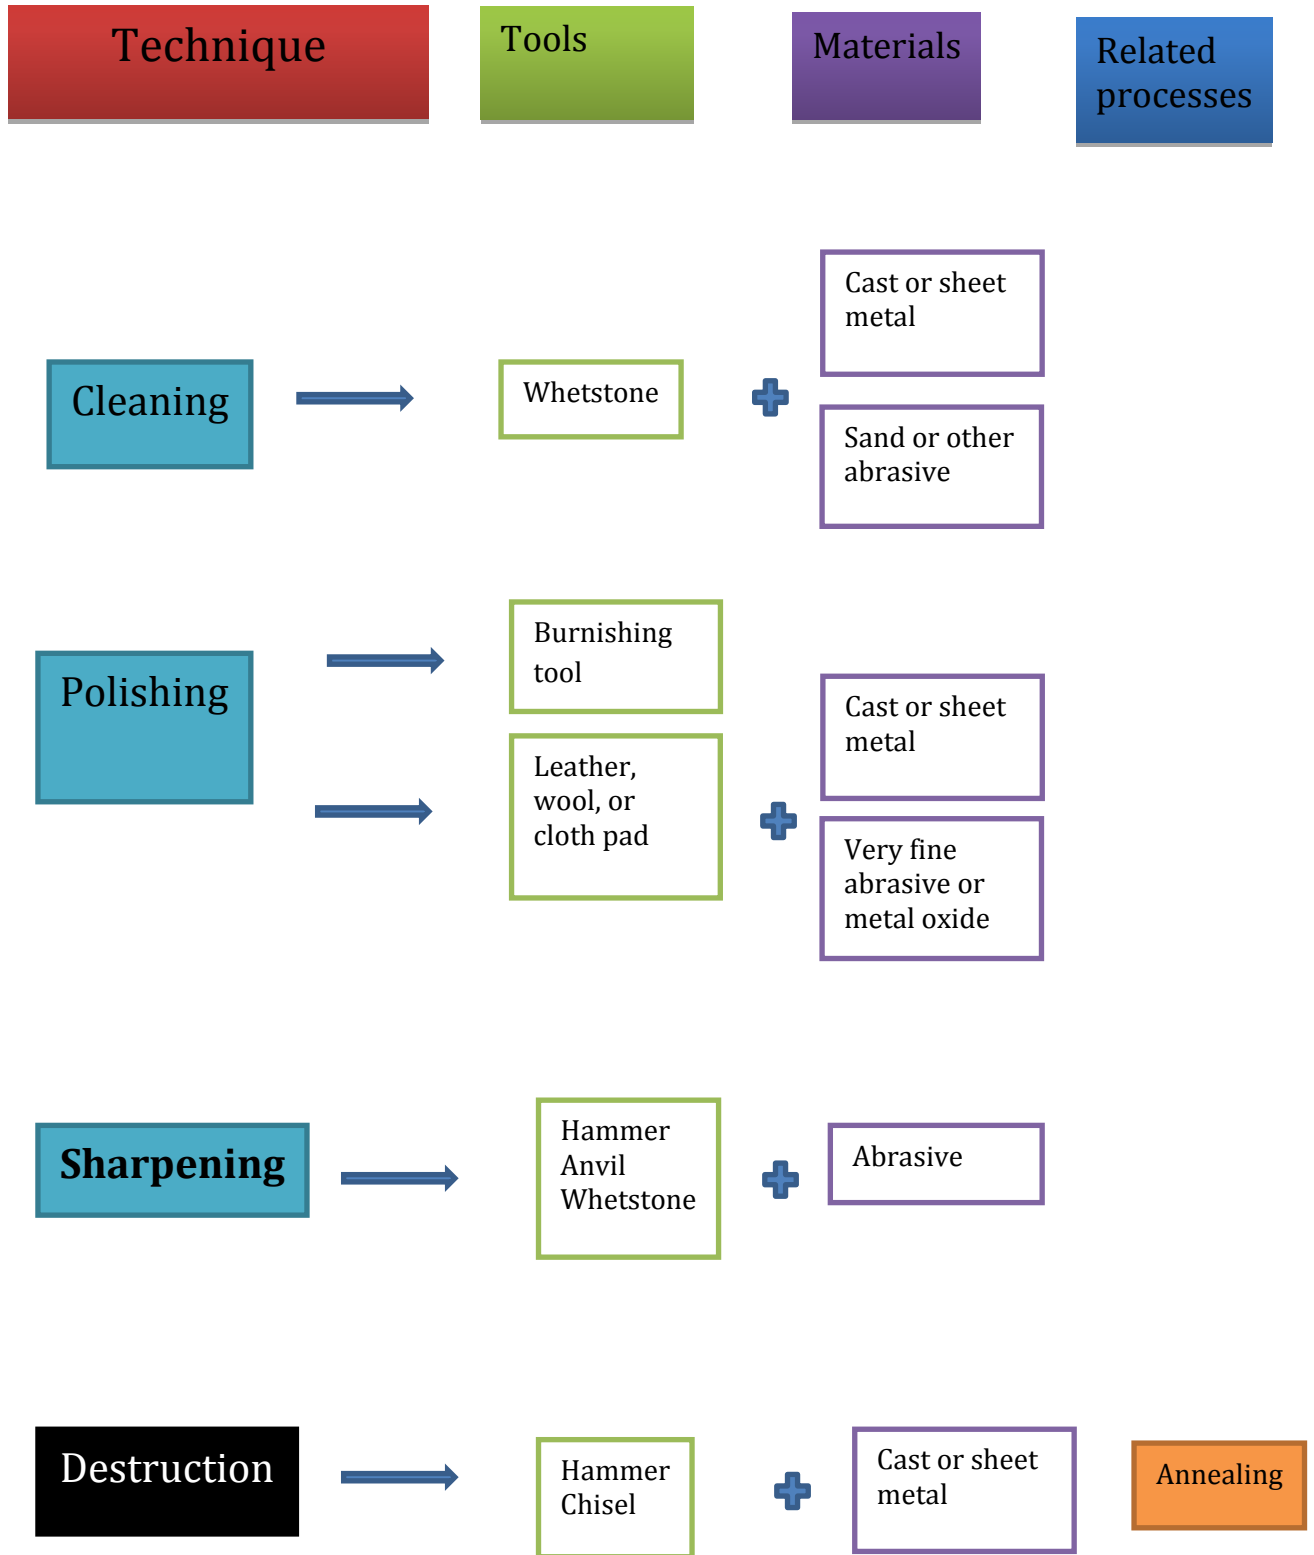 Technique
Tools
Materials
Related
processes
Cleaning
Whetstone
Cast or sheet
metal
Sand or other
abrasive
Polishing
Burnishing
tool
Leather,
wool, or
cloth pad
Cast or sheet
metal
Very fine
abrasive or
metal oxide
Sharpening
Hammer
Anvil
Whetstone
Abrasive
Destruction
Hammer
Chisel
Cast or sheet
metal
Annealing